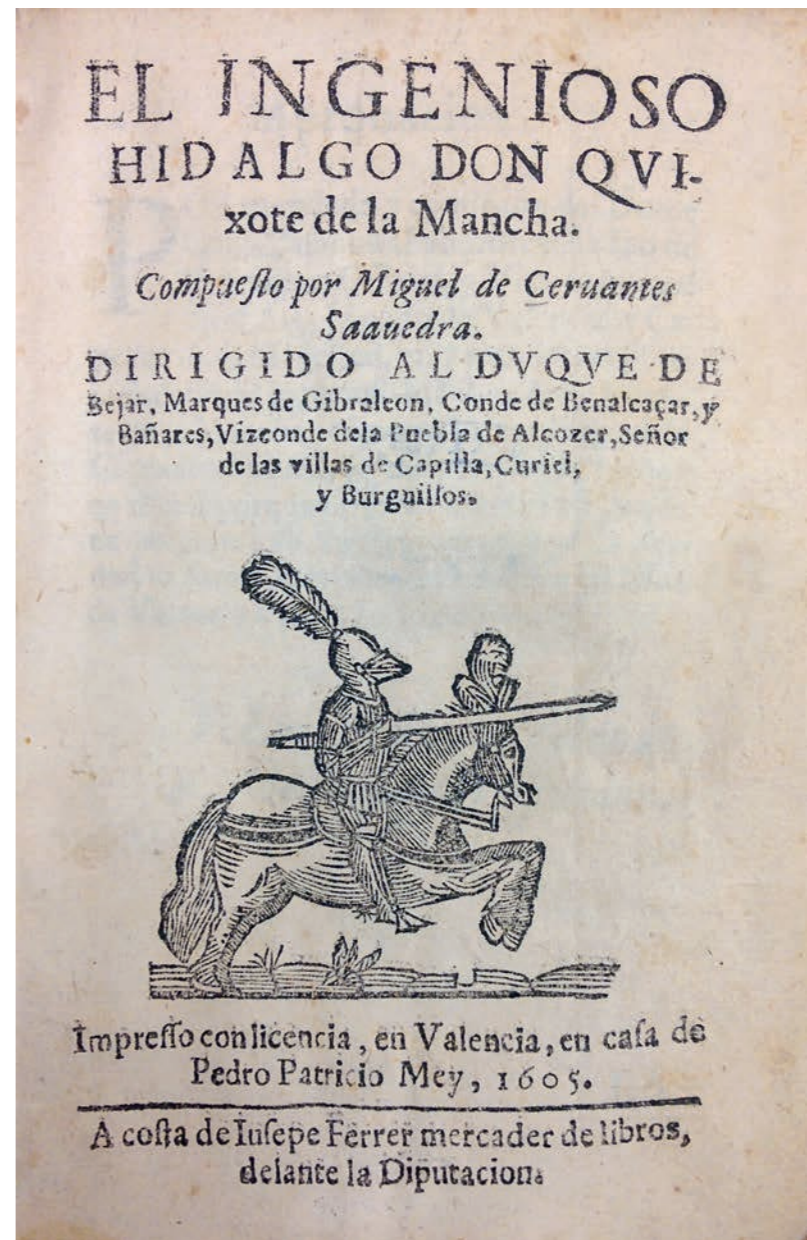 EL INGENIOSO
HIDALGO DON QVI-
xote de la Mancha.
Compueſto por Miguel de Ceruantes
Saauedra.
DIRIGIDO AL DVQVE DE
Bejar, Marques de Gibraleon, Conde de Benalcaçar, y
Bañares, Vizconde dela Puebla de Alcozer, Señor
de las villas de Capilla, Curiel,
y Burguillos.
Impreſſo con licencia, en Valencia, en caſa de
Pedro Patricio Mey, 1605.
A coſta de Iuſepe Ferrer mercader de libros,
delante la Diputacion.